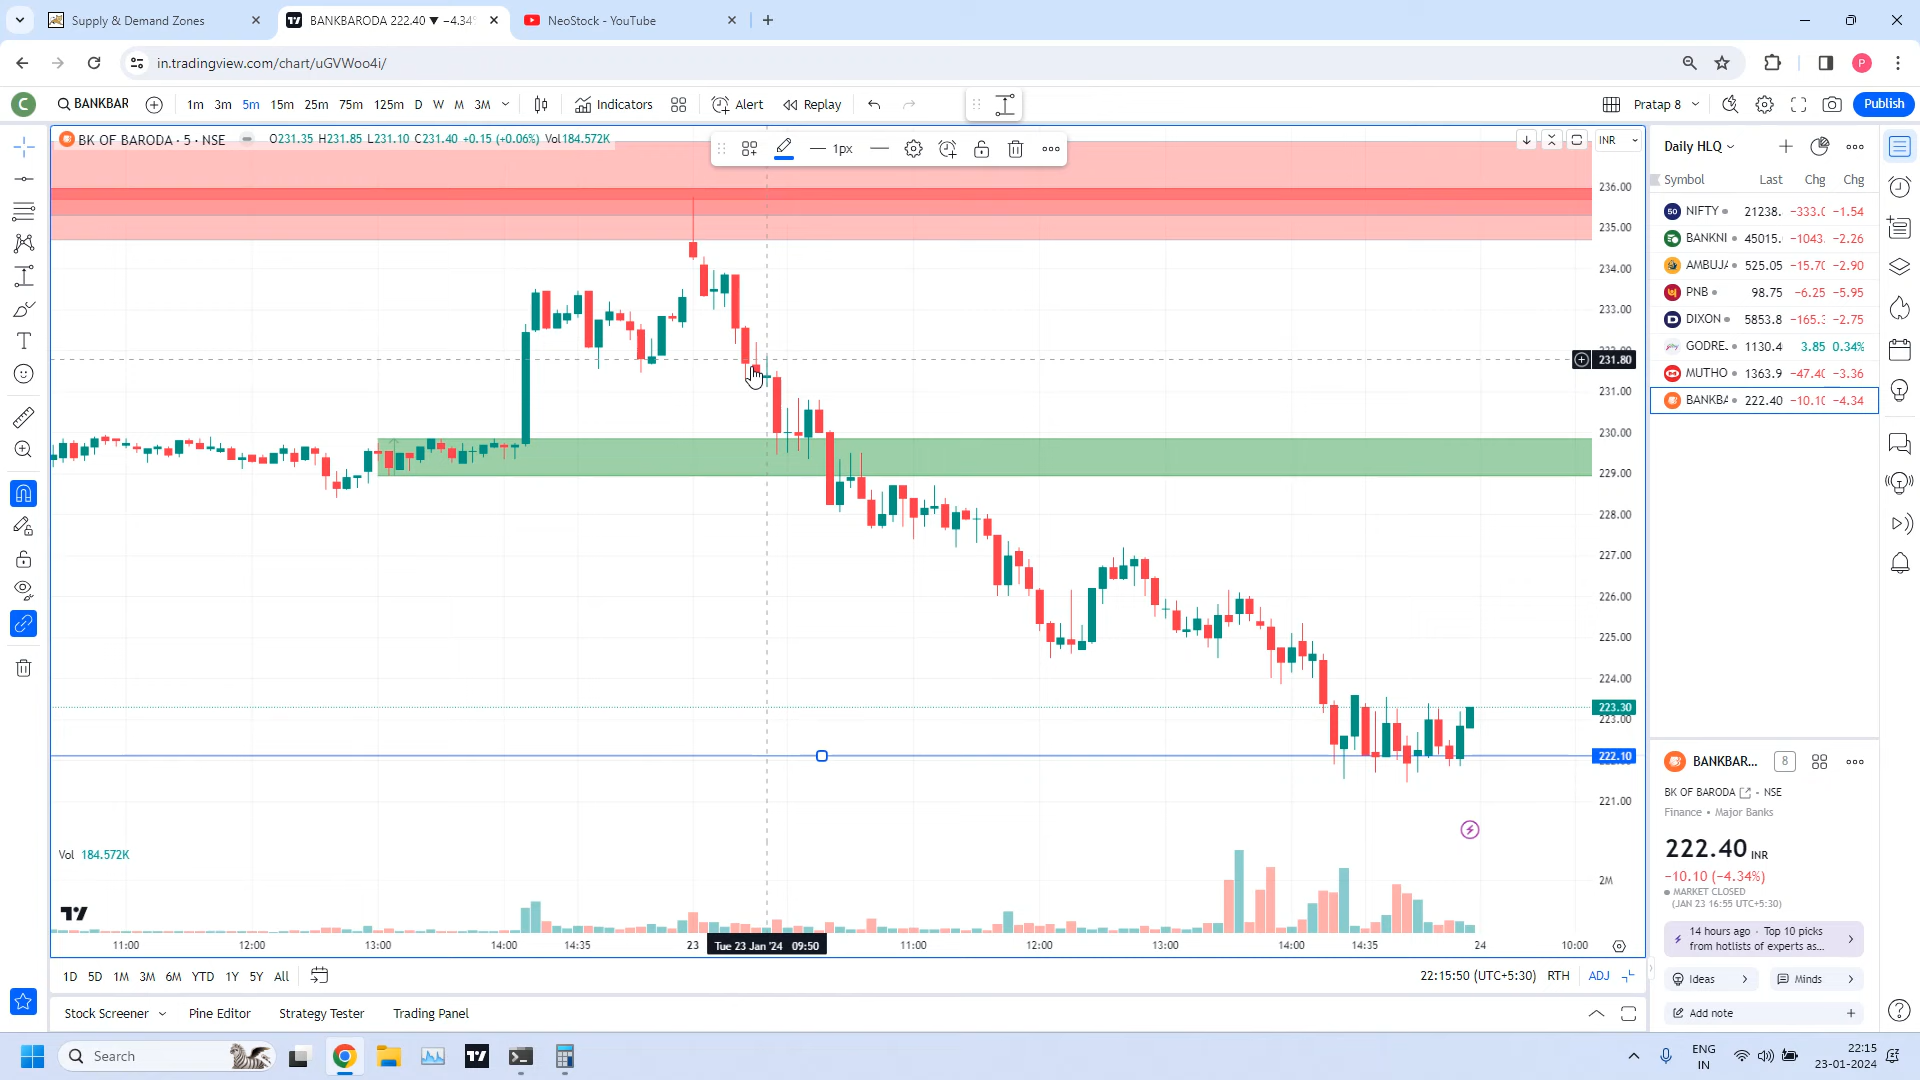 Supply & Demand Zones
BANKBARODA 222.40 ▼ −4.34
NeoStock - YouTube
in.tradingview.com/chart/uGVWoo4i/
P
C
BANKBAR
1m 3m 5m 15m 25m 75m 125m D W M 3M
Indicators
Alert
Replay
Pratap 8
Publish
BK OF BARODA · 5 · NSE
O231.35 H231.85 L231.10 C231.40 +0.15 (+0.06%) Vol184.572K
1px
INR
236.00
235.00
234.00
233.00
231.80
231.00
230.00
229.00
228.00
227.00
226.00
225.00
224.00
223.30
223.00
222.10
221.00
Vol 184.572K
2M
11:00 12:00 13:00 14:00 14:35 23 Tue 23 Jan '24 09:50 11:00 12:00 13:00 14:00 14:35 24 10:00
1D 5D 1M 3M 6M YTD 1Y 5Y All
22:15:50 (UTC+5:30) RTH ADJ
Stock Screener Pine Editor Strategy Tester Trading Panel
Daily HLQ
Symbol Last Chg Chg
50 NIFTY 21238. −333.0 −1.54
BANKNI 45015. −1043. −2.26
AMBUJA 525.05 −15.70 −2.90
PNB 98.75 −6.25 −5.95
DIXON 5853.8 −165.3 −2.75
GODRE. 1130.4 3.85 0.34%
MUTHO 1363.9 −47.40 −3.36
BANKBA 222.40 −10.10 −4.34
BANKBAR... 8
BK OF BARODA - NSE
Finance • Major Banks
222.40 INR
−10.10 (−4.34%)
MARKET CLOSED
(JAN 23 16:55 UTC+5:30)
14 hours ago · Top 10 picks
from hotlists of experts as...
Ideas
Minds
Add note
Search
ENG
IN
22:15
23-01-2024